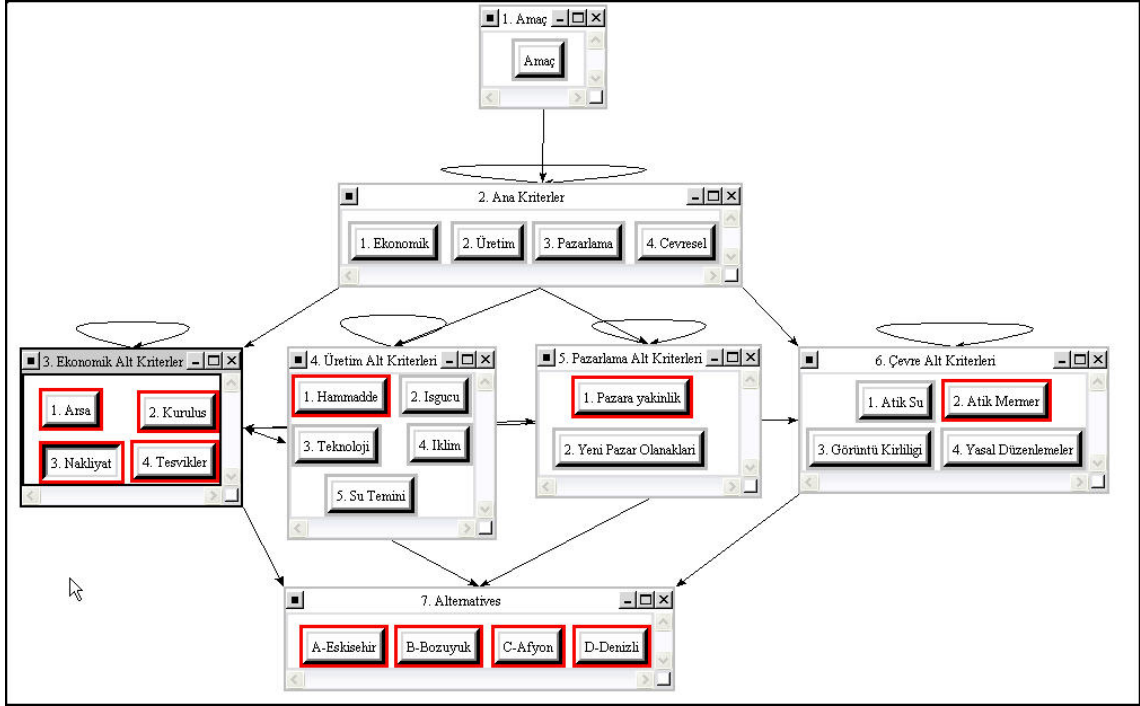 1. Amaç
Amaç
2. Ana Kriterler
1. Ekonomik
2. Üretim
3. Pazarlama
4. Cevresel
3. Ekonomik Alt Kriterler
1. Arsa
2. Kurulus
3. Nakliyat
4. Tesvikler
4. Üretim Alt Kriterleri
1. Hammadde
2. Isgucu
3. Teknoloji
4. Iklim
5. Su Temini
5. Pazarlama Alt Kriterleri
1. Pazara yakinlik
2. Yeni Pazar Olanaklari
6. Çevre Alt Kriterleri
1. Atik Su
2. Atik Mermer
3. Görüntü Kirliligi
4. Yasal Düzenlemeler
7. Alternatives
A-Eskisehir
B-Bozuyuk
C-Afyon
D-Denizli